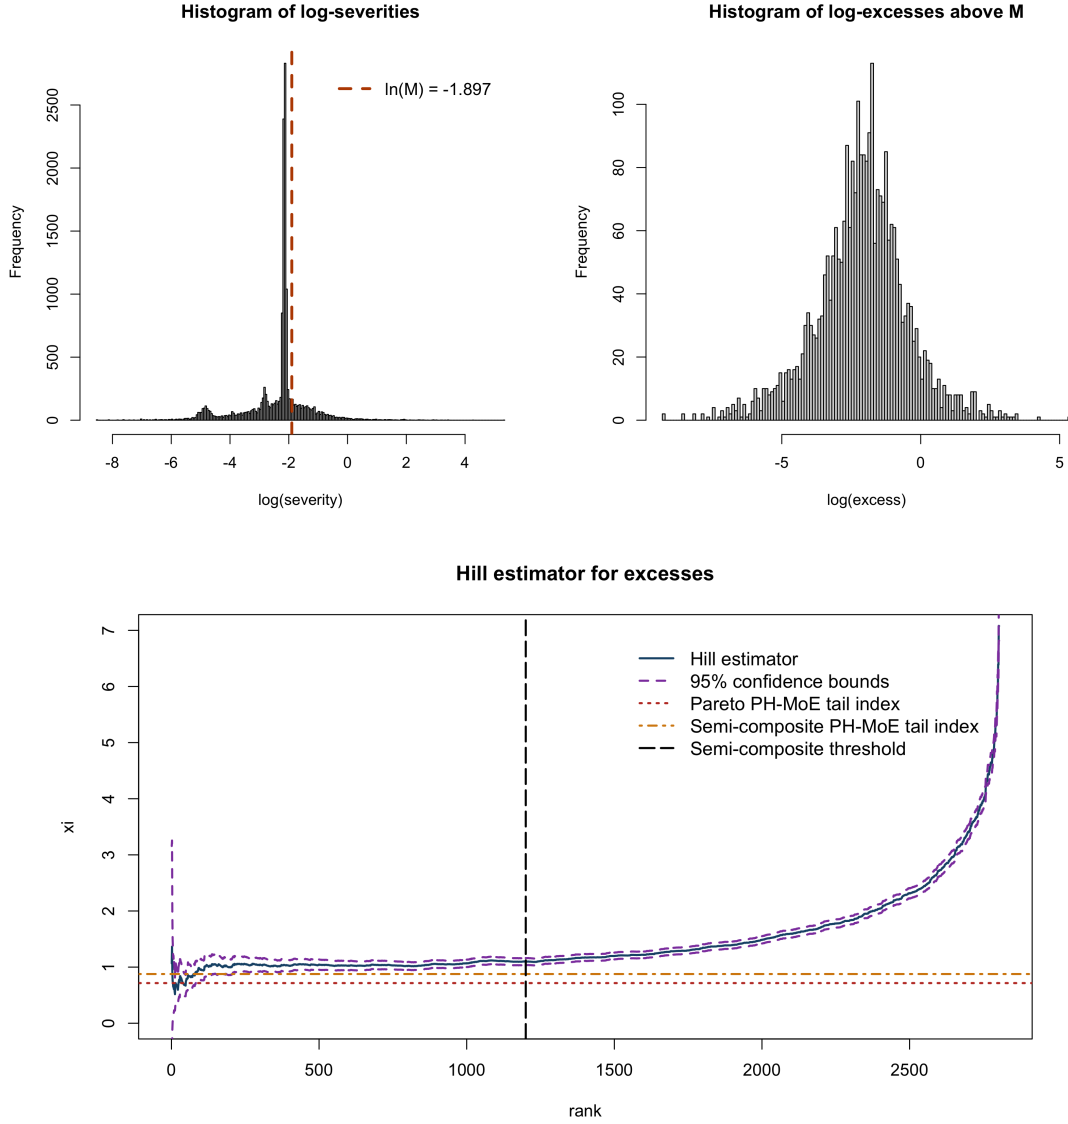 Histogram of log-severities
Histogram of log-excesses above M
ln(M) = -1.897
Frequency
0
500
1000
1500
2000
2500
-8
-6
-4
-2
0
2
4
log(severity)
Frequency
0
20
40
60
80
100
-5
0
5
log(excess)
Hill estimator for excesses
Hill estimator
95% confidence bounds
Pareto PH-MoE tail index
Semi-composite PH-MoE tail index
Semi-composite threshold
xi
0
1
2
3
4
5
6
7
0
500
1000
1500
2000
2500
rank